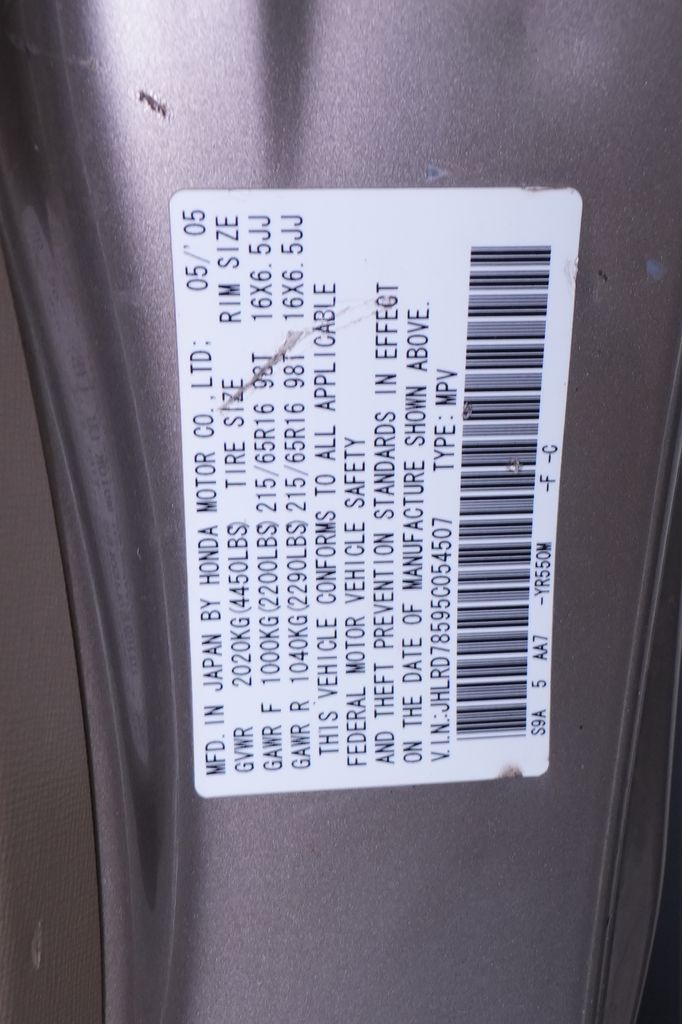 MFD. IN JAPAN BY HONDA MOTOR CO., LTD: 05/'05
GVWR 2020KG(4450LBS) TIRE SIZE RIM SIZE
GAWR F 1000KG(2200LBS) 215/65R16 98T 16X6.5JJ
GAWR R 1040KG(2290LBS) 215/65R16 98T 16X6.5JJ
THIS VEHICLE CONFORMS TO ALL APPLICABLE
FEDERAL MOTOR VEHICLE SAFETY
AND THEFT PREVENTION STANDARDS IN EFFECT
ON THE DATE OF MANUFACTURE SHOWN ABOVE.
V.I.N.:JHLRD78595C054507 TYPE: MPV
S9A 5 AA7 -YR550M -F -C